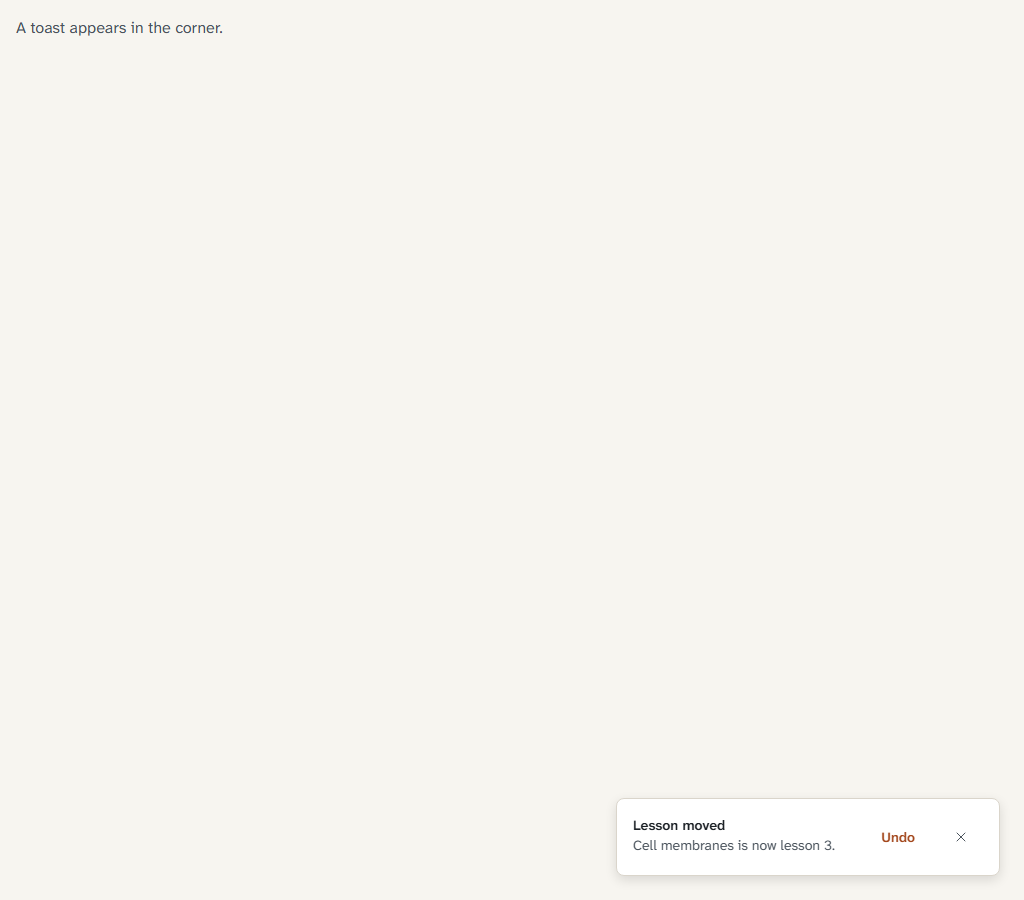 A toast appears in the corner.
Lesson moved
Cell membranes is now lesson 3.
Undo